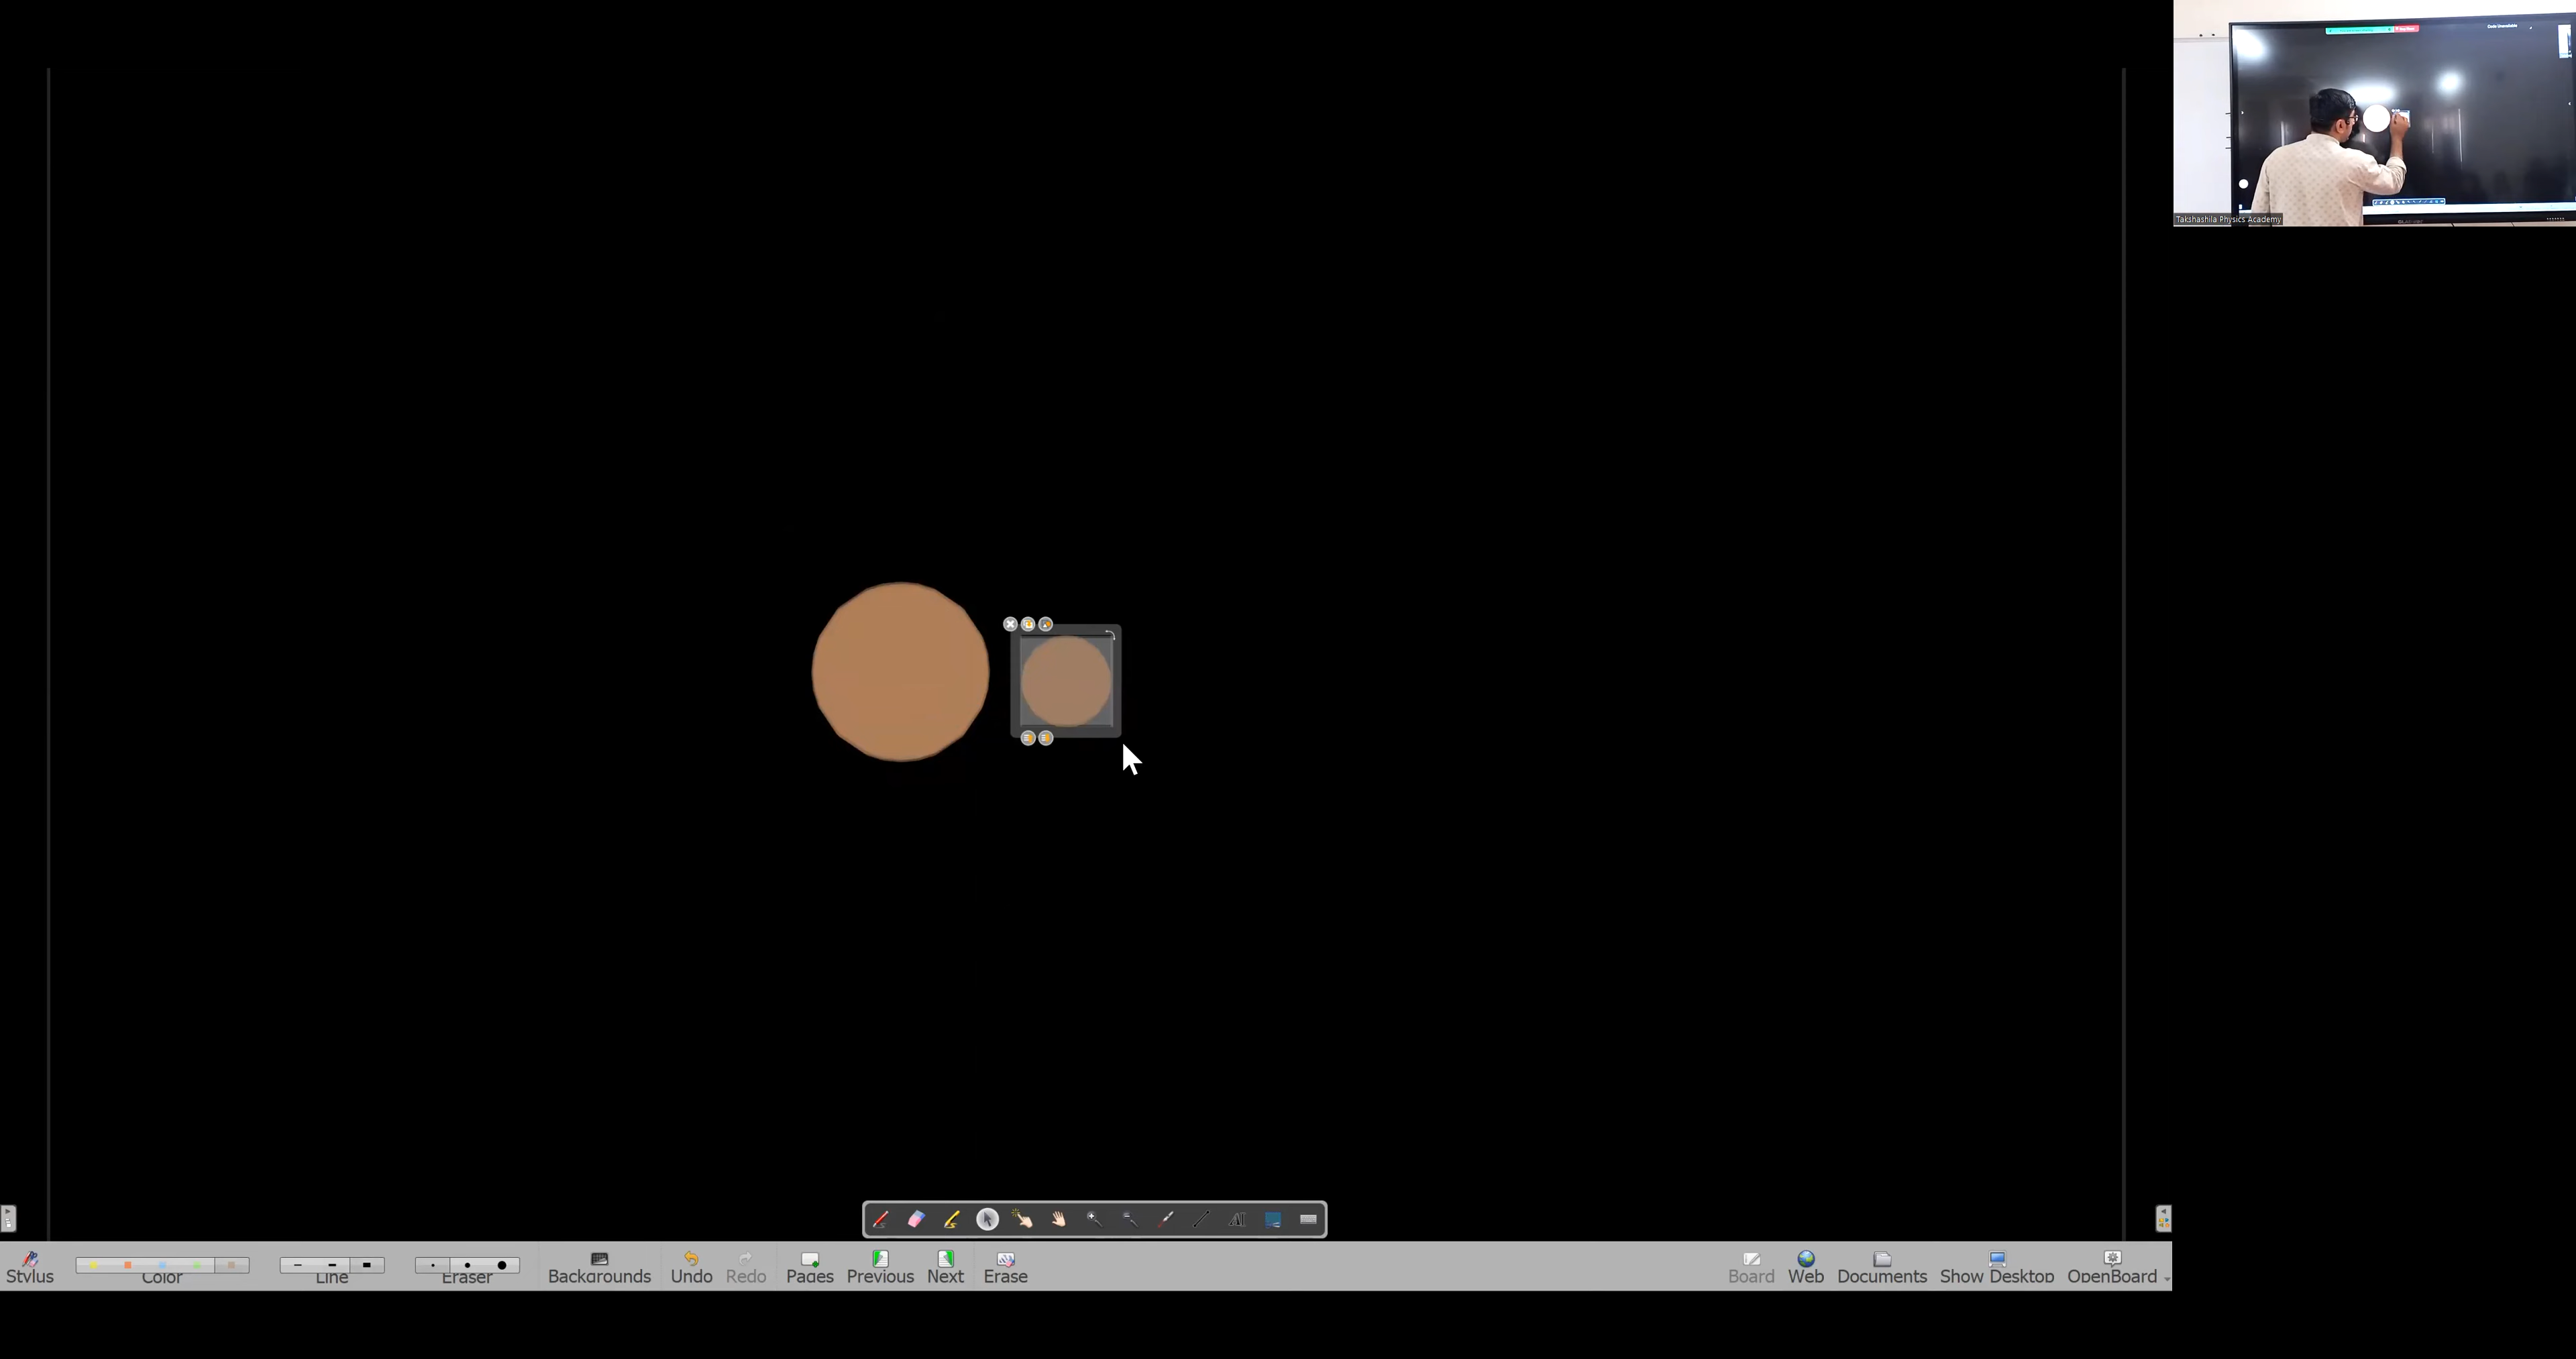 Takshashila Physics Academy
Stylus
Color
Line
Eraser
Backgrounds
Undo
Redo
Pages
Previous
Next
Erase
Board
Web
Documents
Show Desktop
OpenBoard